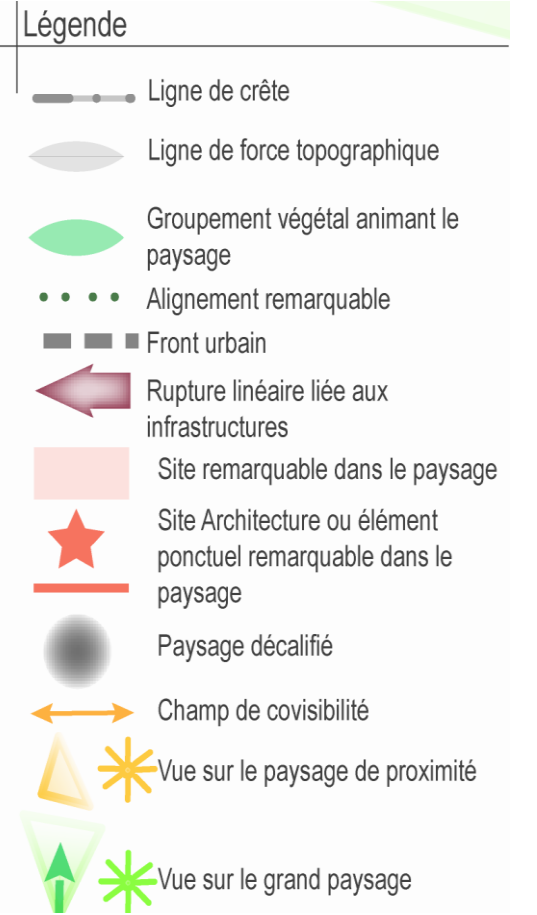 Légende
Ligne de crête
Ligne de force topographique
Groupement végétal animant le
paysage
Alignement remarquable
Front urbain
Rupture linéaire liée aux
infrastructures
Site remarquable dans le paysage
Site Architecture ou élément
ponctuel remarquable dans le
paysage
Paysage décalifié
Champ de covisibilité
Vue sur le paysage de proximité
Vue sur le grand paysage